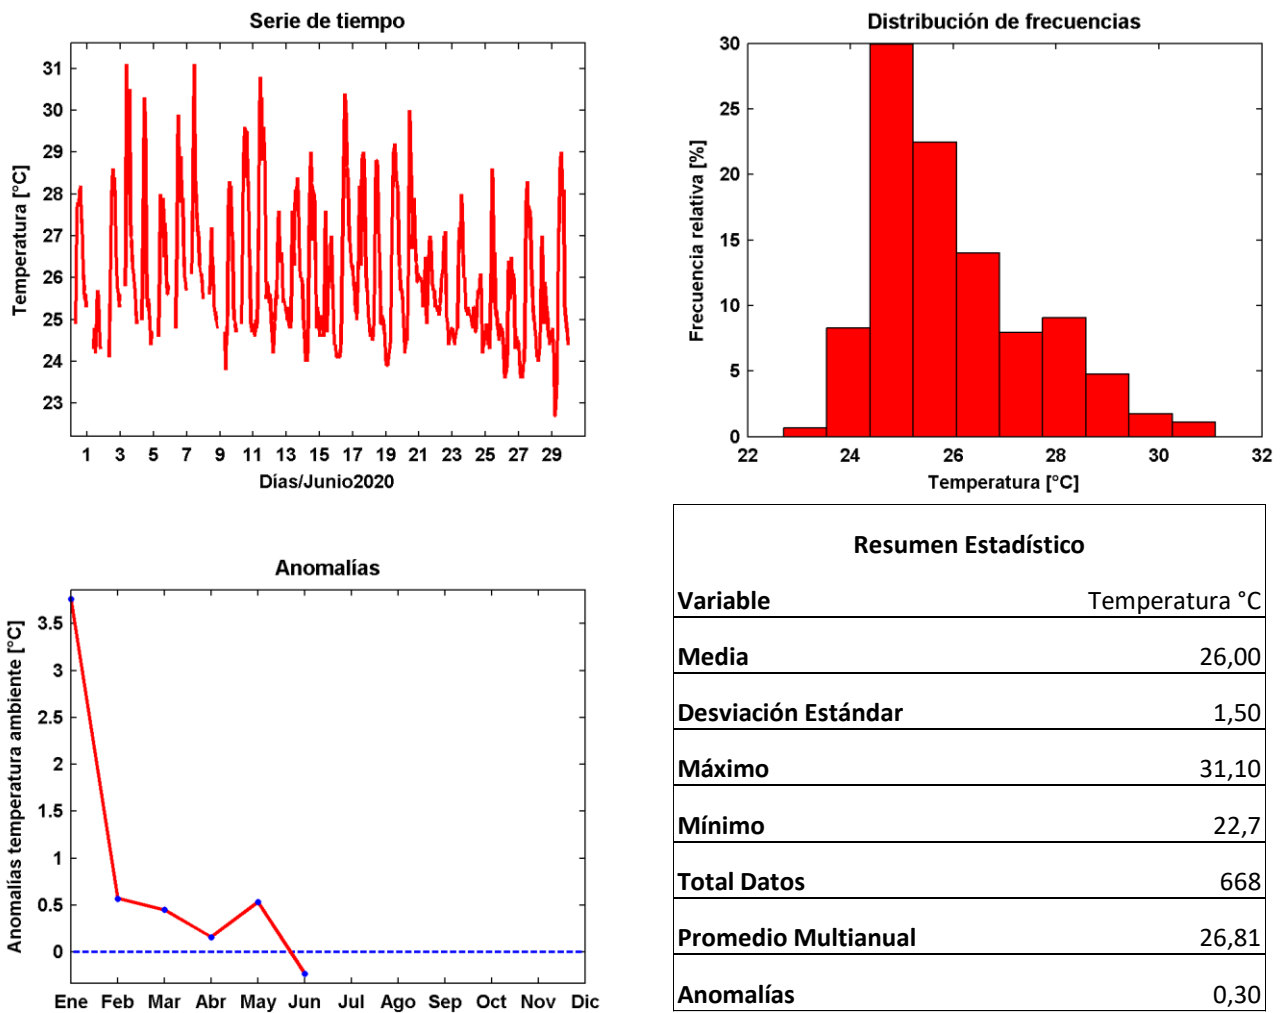 Serie de tiempo
Temperatura [°C]
31
30
29
28
27
26
25
24
23
1 3 5 7 9 11 13 15 17 19 21 23 25 27 29
Días/Junio2020
Distribución de frecuencias
Frecuencia relativa [%]
30
25
20
15
10
5
0
22 24 26 28 30 32
Temperatura [°C]
Anomalías
Anomalías temperatura ambiente [°C]
3.5
3
2.5
2
1.5
1
0.5
0
Ene Feb Mar Abr May Jun Jul Ago Sep Oct Nov Dic
Resumen Estadístico
Variable Temperatura °C
Media 26,00
Desviación Estándar 1,50
Máximo 31,10
Mínimo 22,7
Total Datos 668
Promedio Multianual 26,81
Anomalías 0,30